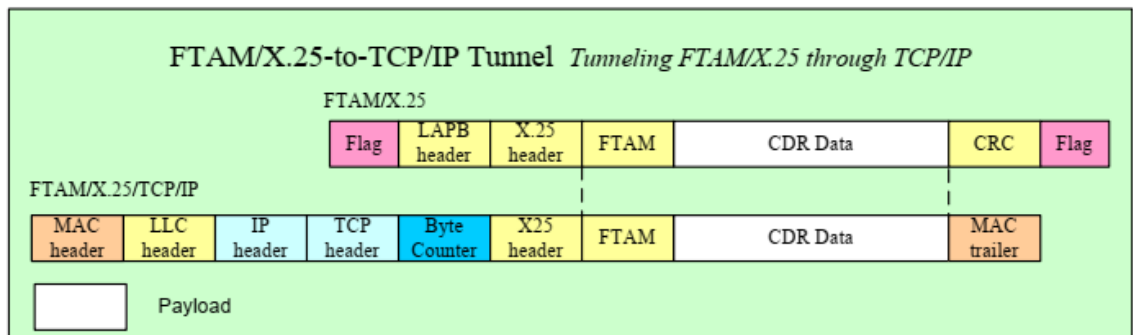 FTAM/X.25-to-TCP/IP Tunnel Tunneling FTAM/X.25 through TCP/IP
FTAM/X.25
Flag LAPB header X.25 header FTAM CDR Data CRC Flag
FTAM/X.25/TCP/IP
MAC header LLC header IP header TCP header Byte Counter X25 header FTAM CDR Data MAC trailer
Payload